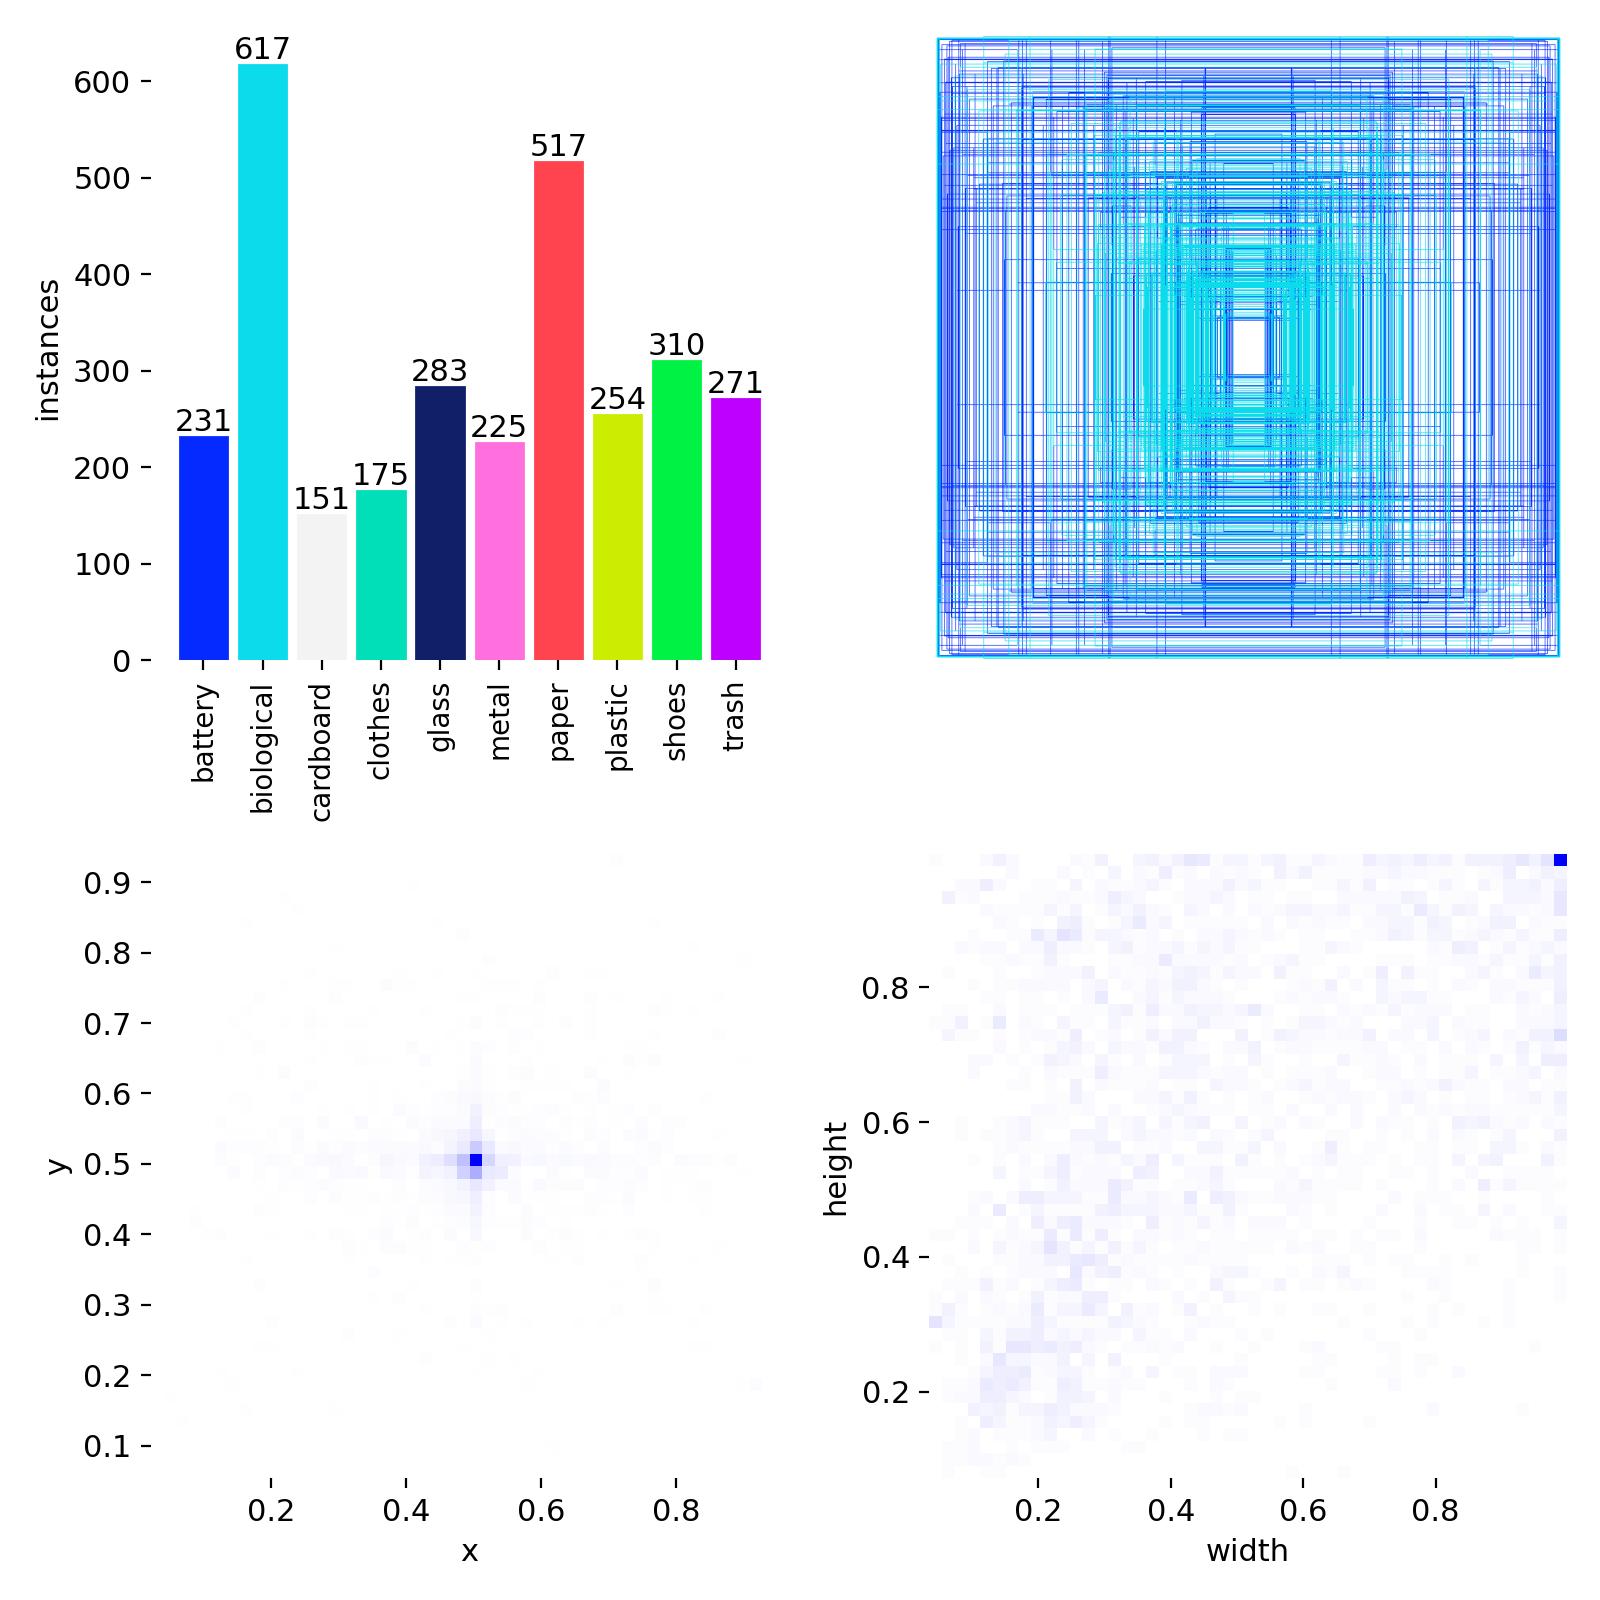 617
600
517
500
400
instances
310
300
283
271
254
231
225
200
175
151
100
0
battery
biological
cardboard
clothes
glass
metal
paper
plastic
shoes
trash
0.9
0.8
0.7
0.6
y
0.5
0.4
0.3
0.2
0.1
0.2 0.4 0.6 0.8
x
0.8
0.6
height
0.4
0.2
0.2 0.4 0.6 0.8
width